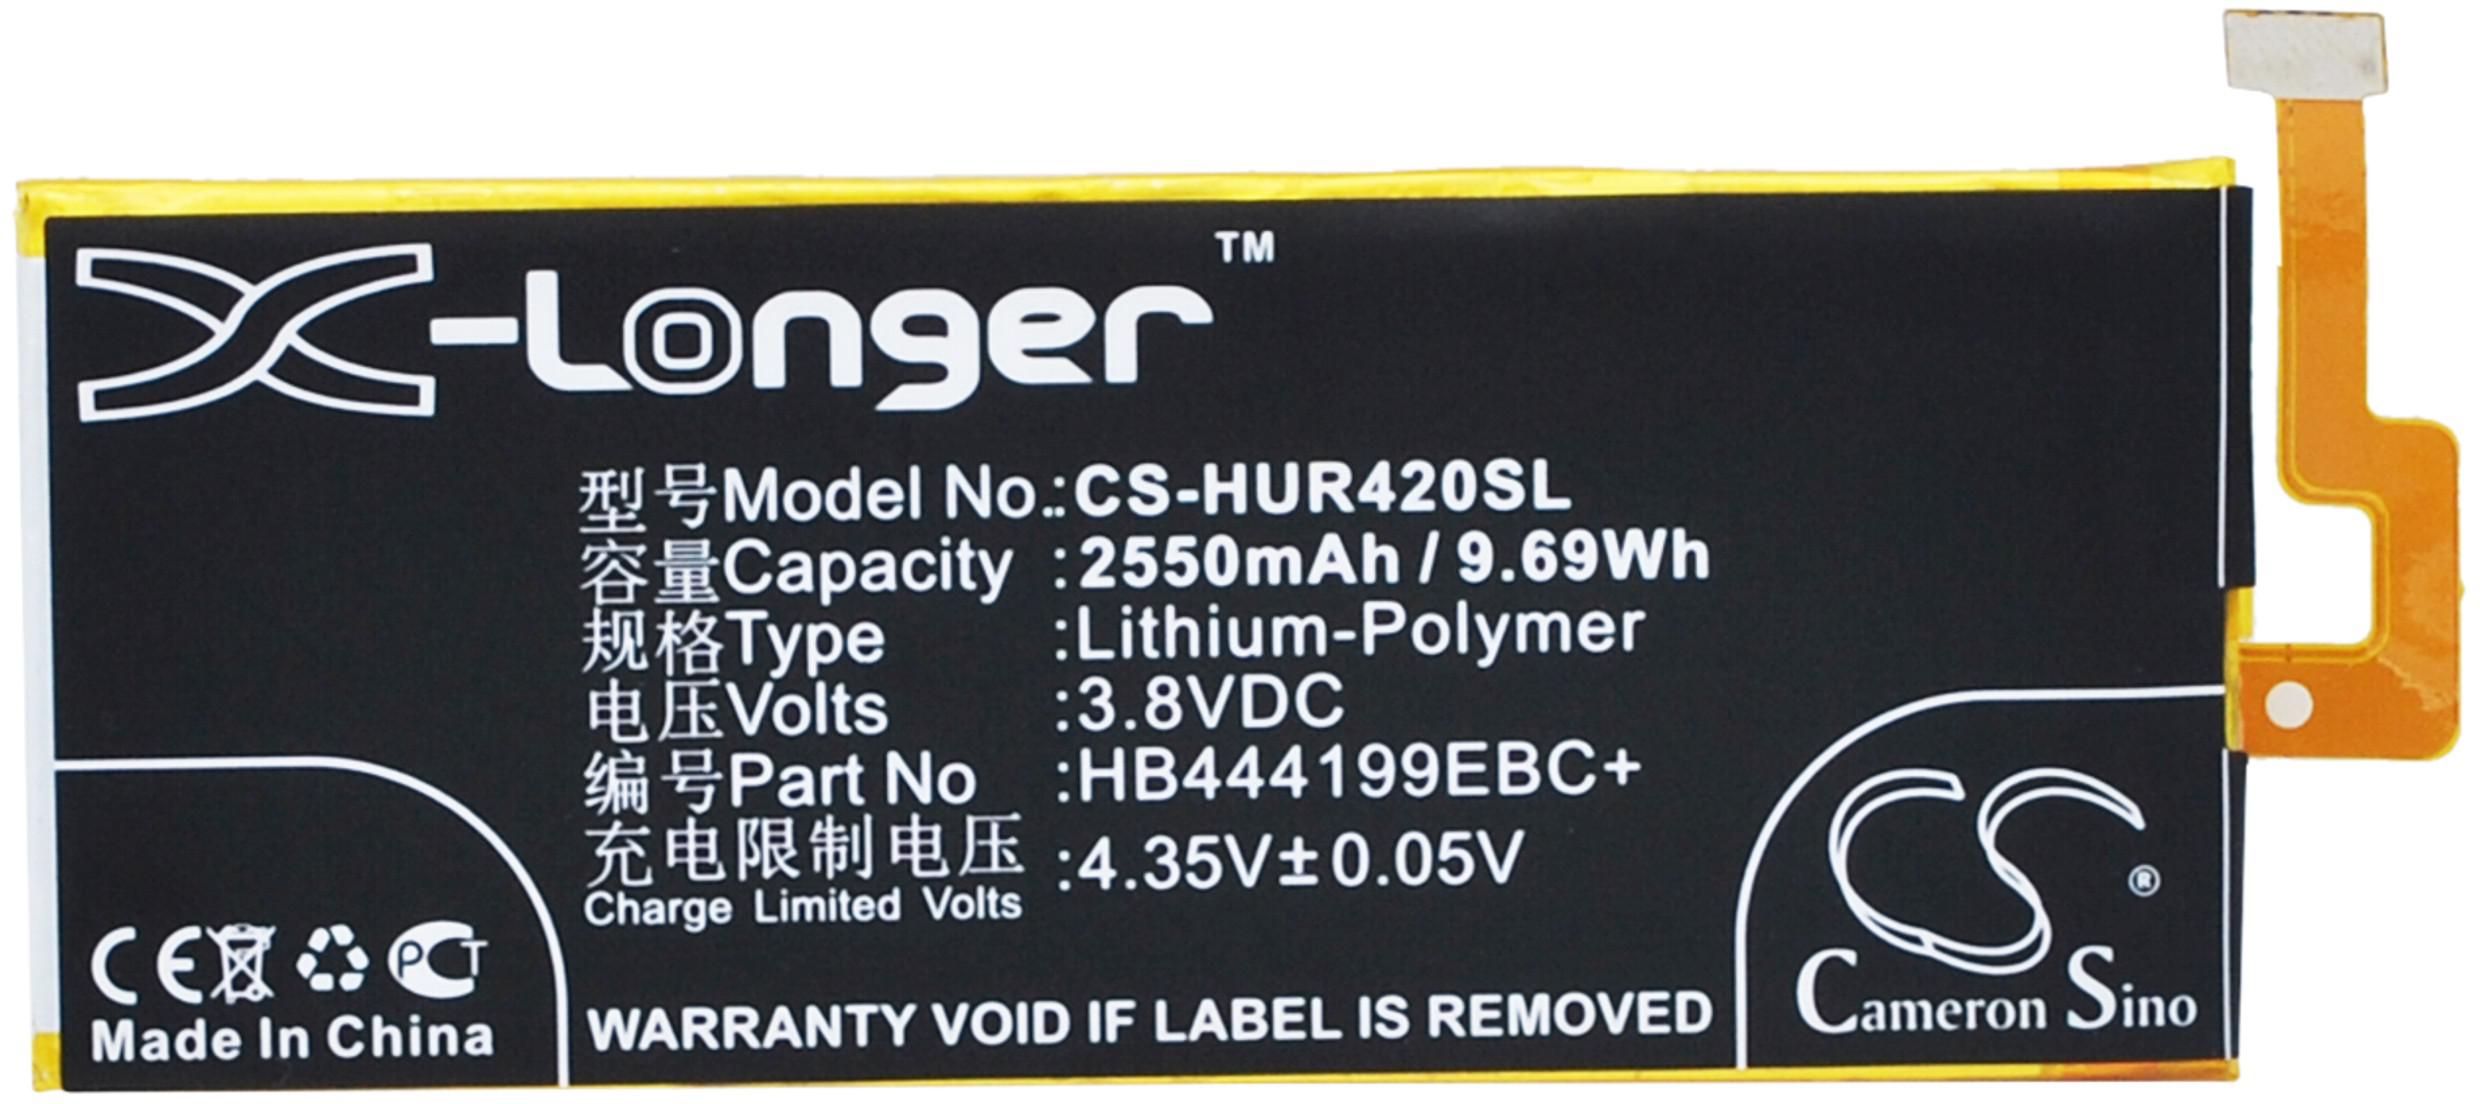 X-Longer™
型号Model No.:CS-HUR420SL
容量Capacity :2550mAh / 9.69Wh
规格Type :Lithium-Polymer
电压Volts :3.8VDC
编号Part No :HB444199EBC+
充电限制电压 :4.35V±0.05V
Charge Limited Volts
CE PCT
Made In China
WARRANTY VOID IF LABEL IS REMOVED
CS®
Cameron Sino